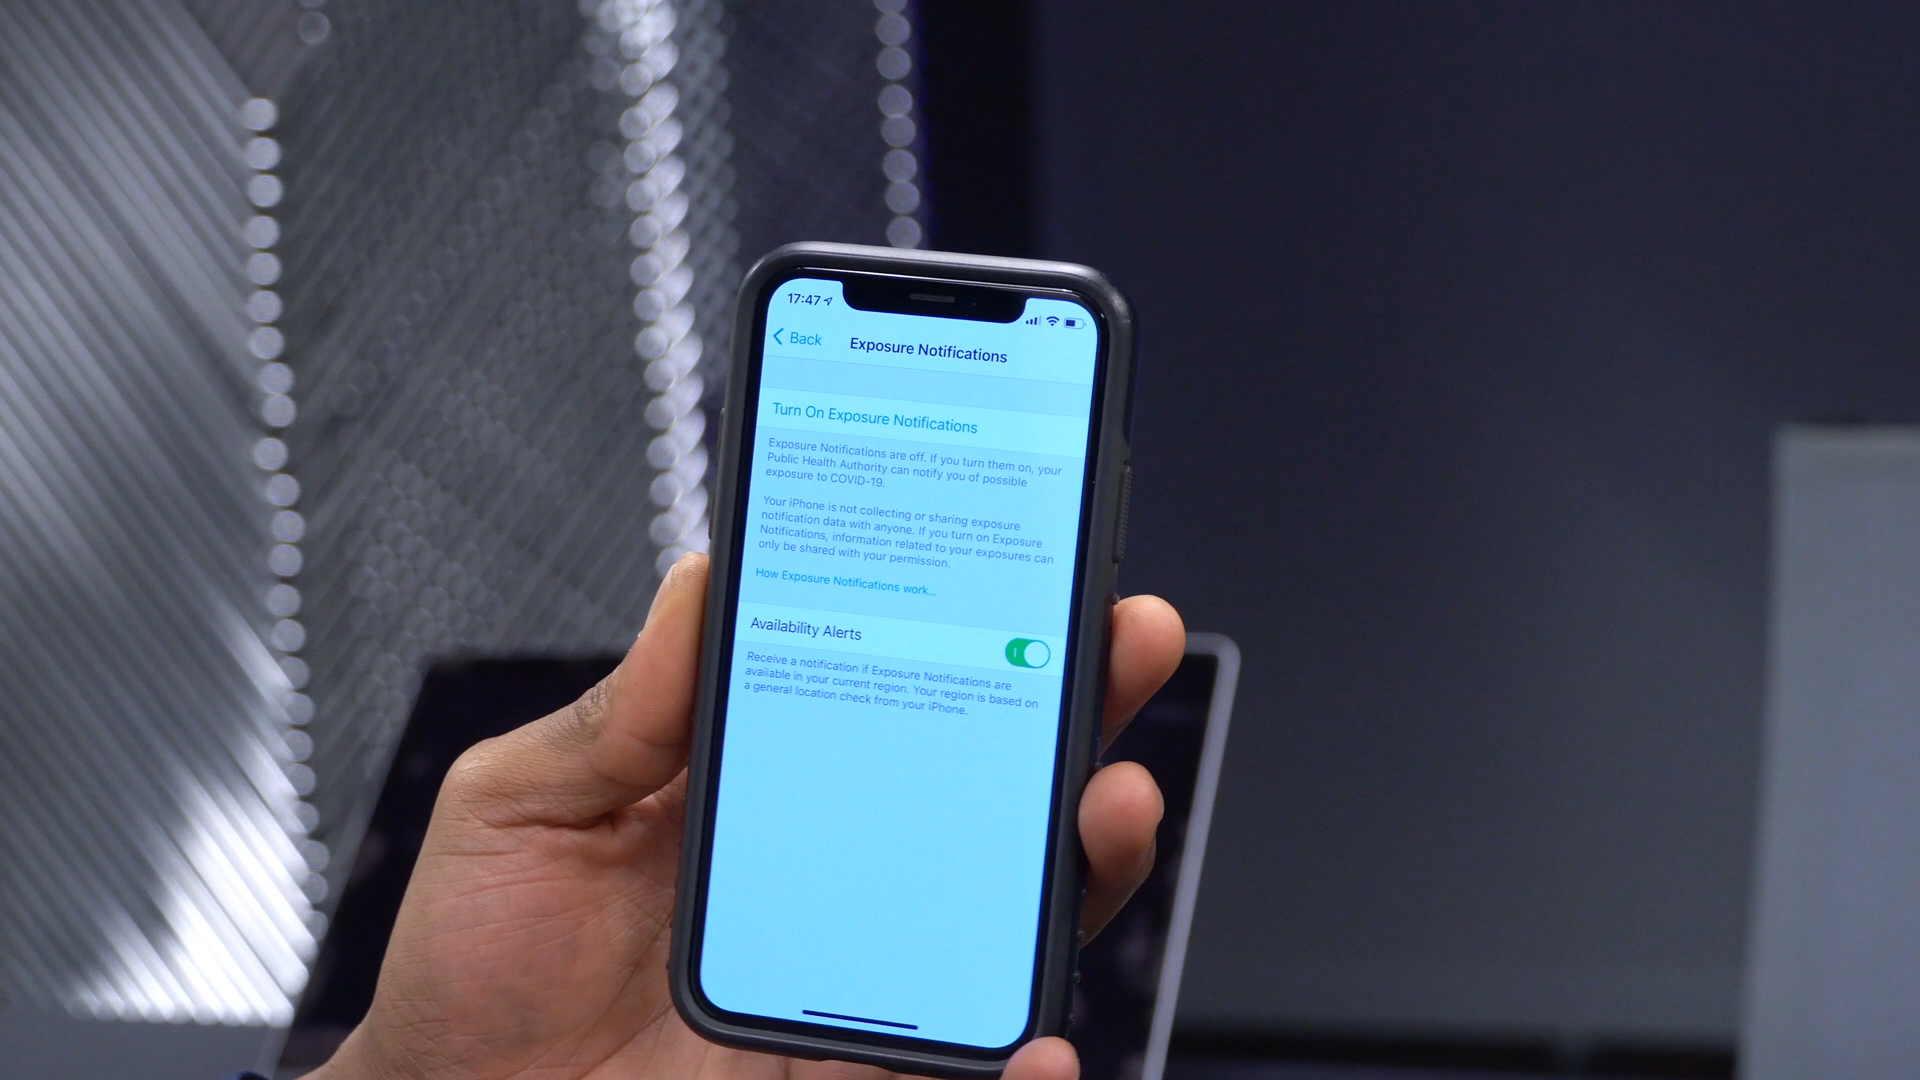 17:47
Back
Exposure Notifications
Turn On Exposure Notifications
Exposure Notifications are off. If you turn them on, your
Public Health Authority can notify you of possible
exposure to COVID-19.
Your iPhone is not collecting or sharing exposure
notification data with anyone. If you turn on Exposure
Notifications, information related to your exposures can
only be shared with your permission.
How Exposure Notifications work...
Availability Alerts
Receive a notification if Exposure Notifications are
available in your current region. Your region is based on
a general location check from your iPhone.